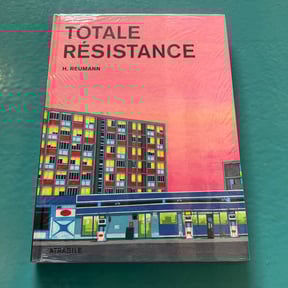 TOTALE
RÉSISTANCE
H. REUMANN
ATRABILE